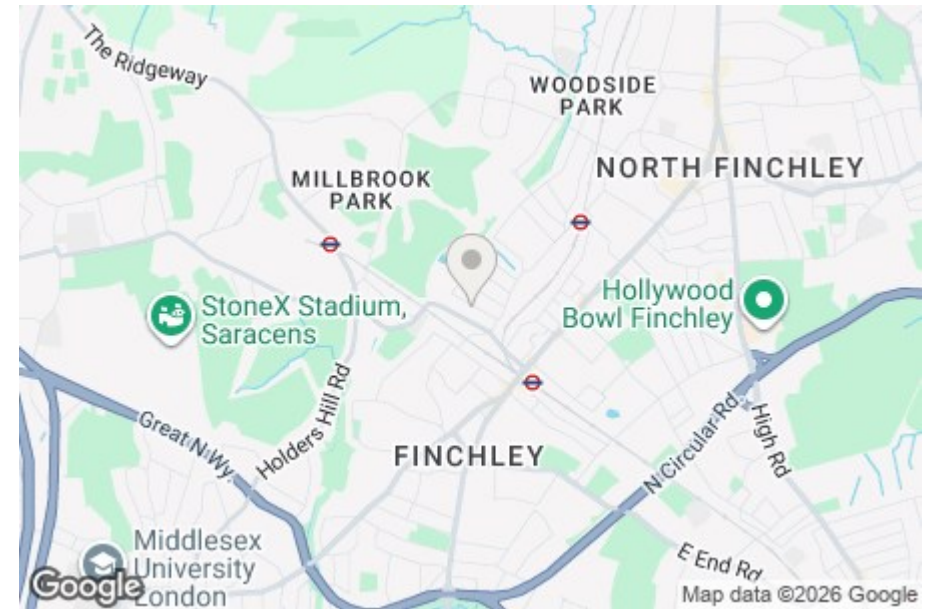 The Ridgeway
WOODSIDE
PARK
NORTH FINCHLEY
MILLBROOK
PARK
StoneX Stadium,
Saracens
Hollywood
Bowl Finchley
Holders Hill Rd
Great N Wy.
FINCHLEY
N Circular Rd
High Rd
E End Rd
Middlesex
University
London
Google
Map data ©2026 Google